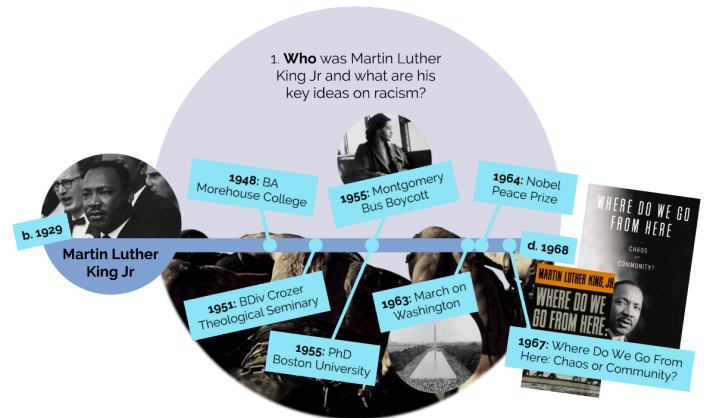 1. Who was Martin Luther
King Jr and what are his
key ideas on racism?
1948: BA
Morehouse College
1955: Montgomery
Bus Boycott
1964: Nobel
Peace Prize
b. 1929
Martin Luther
King Jr
d. 1968
1951: BDiv Crozer
Theological Seminary
1955: PhD
Boston University
1963: March on
Washington
1967: Where Do We Go From
Here: Chaos or Community?
WHERE DO WE GO
FROM HERE
CHAOS
or
COMMUNITY?
MARTIN LUTHER KING, JR.
WHERE DO WE
GO FROM HERE: